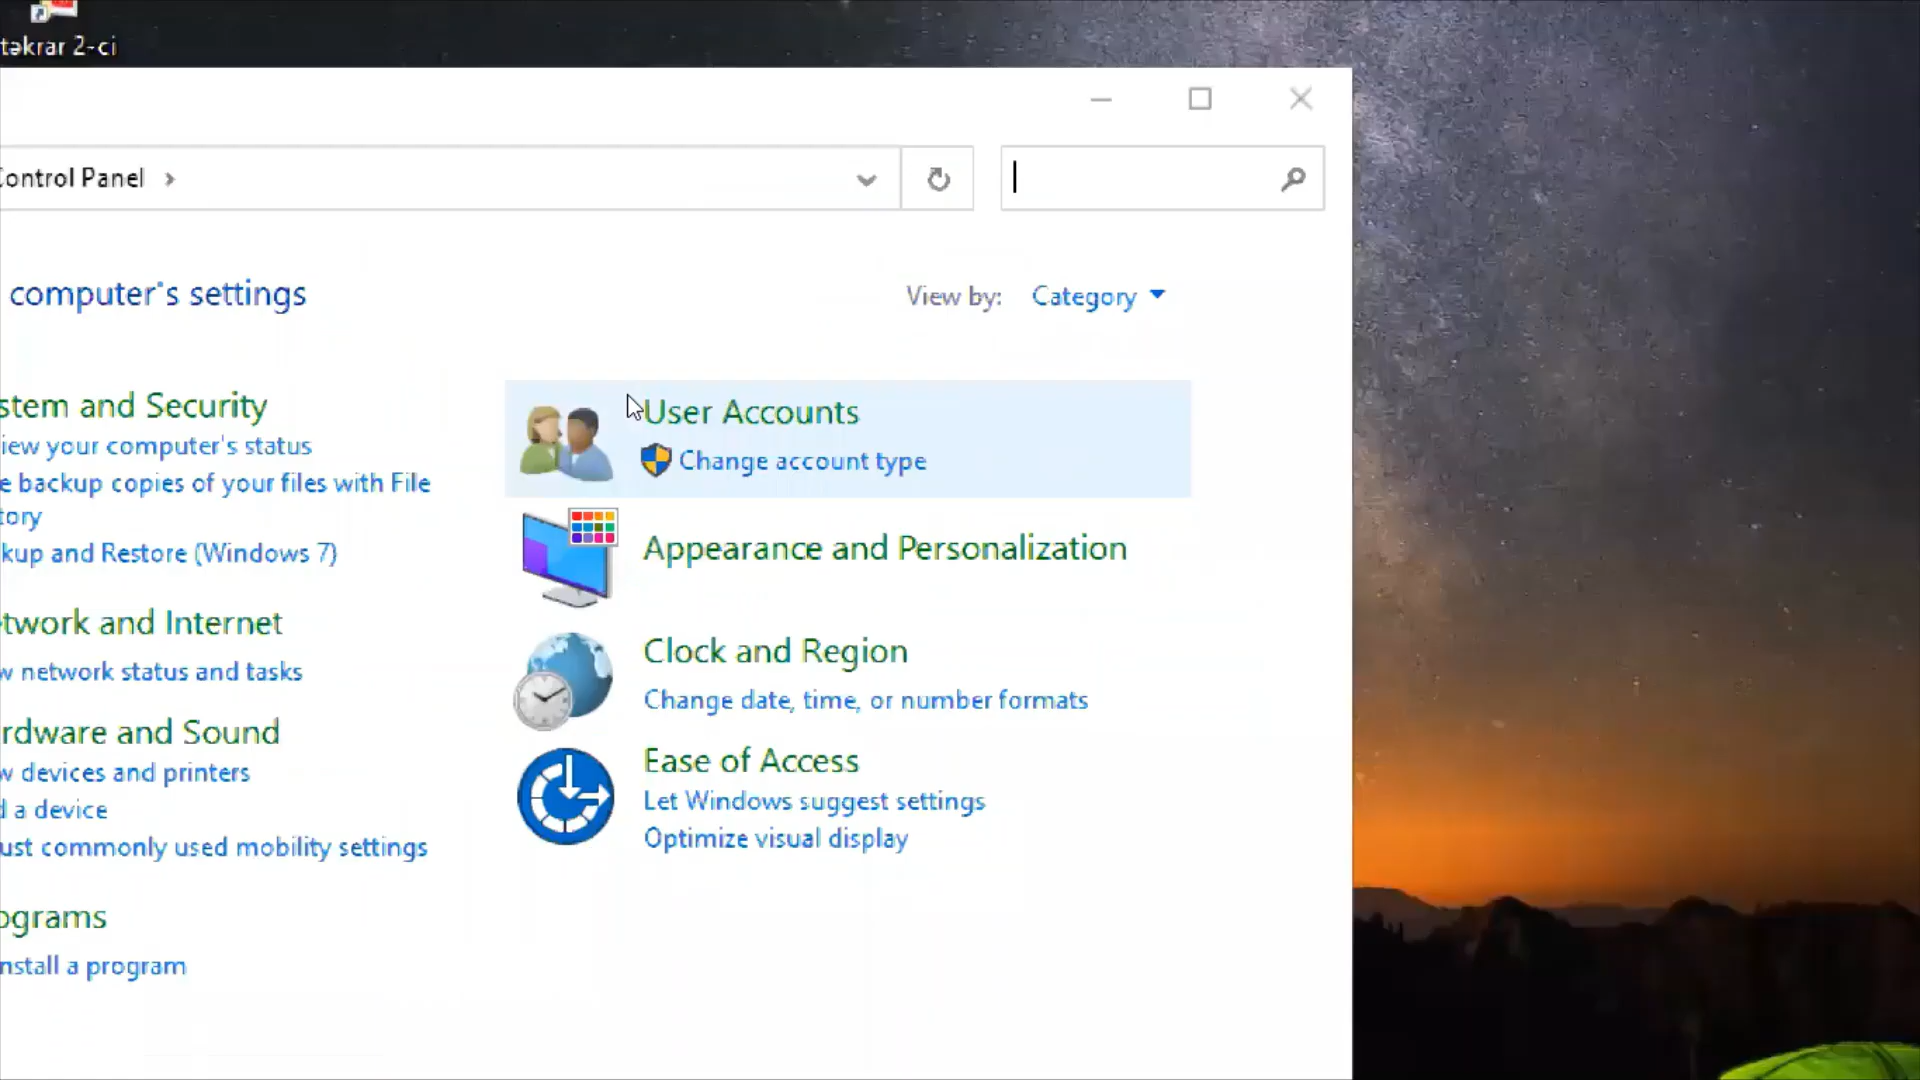 təkrar 2-ci
Control Panel
computer's settings
View by: Category
stem and Security
iew your computer's status
e backup copies of your files with File
tory
kup and Restore (Windows 7)
twork and Internet
w network status and tasks
rdware and Sound
w devices and printers
d a device
ust commonly used mobility settings
ograms
nstall a program
User Accounts
Change account type
Appearance and Personalization
Clock and Region
Change date, time, or number formats
Ease of Access
Let Windows suggest settings
Optimize visual display